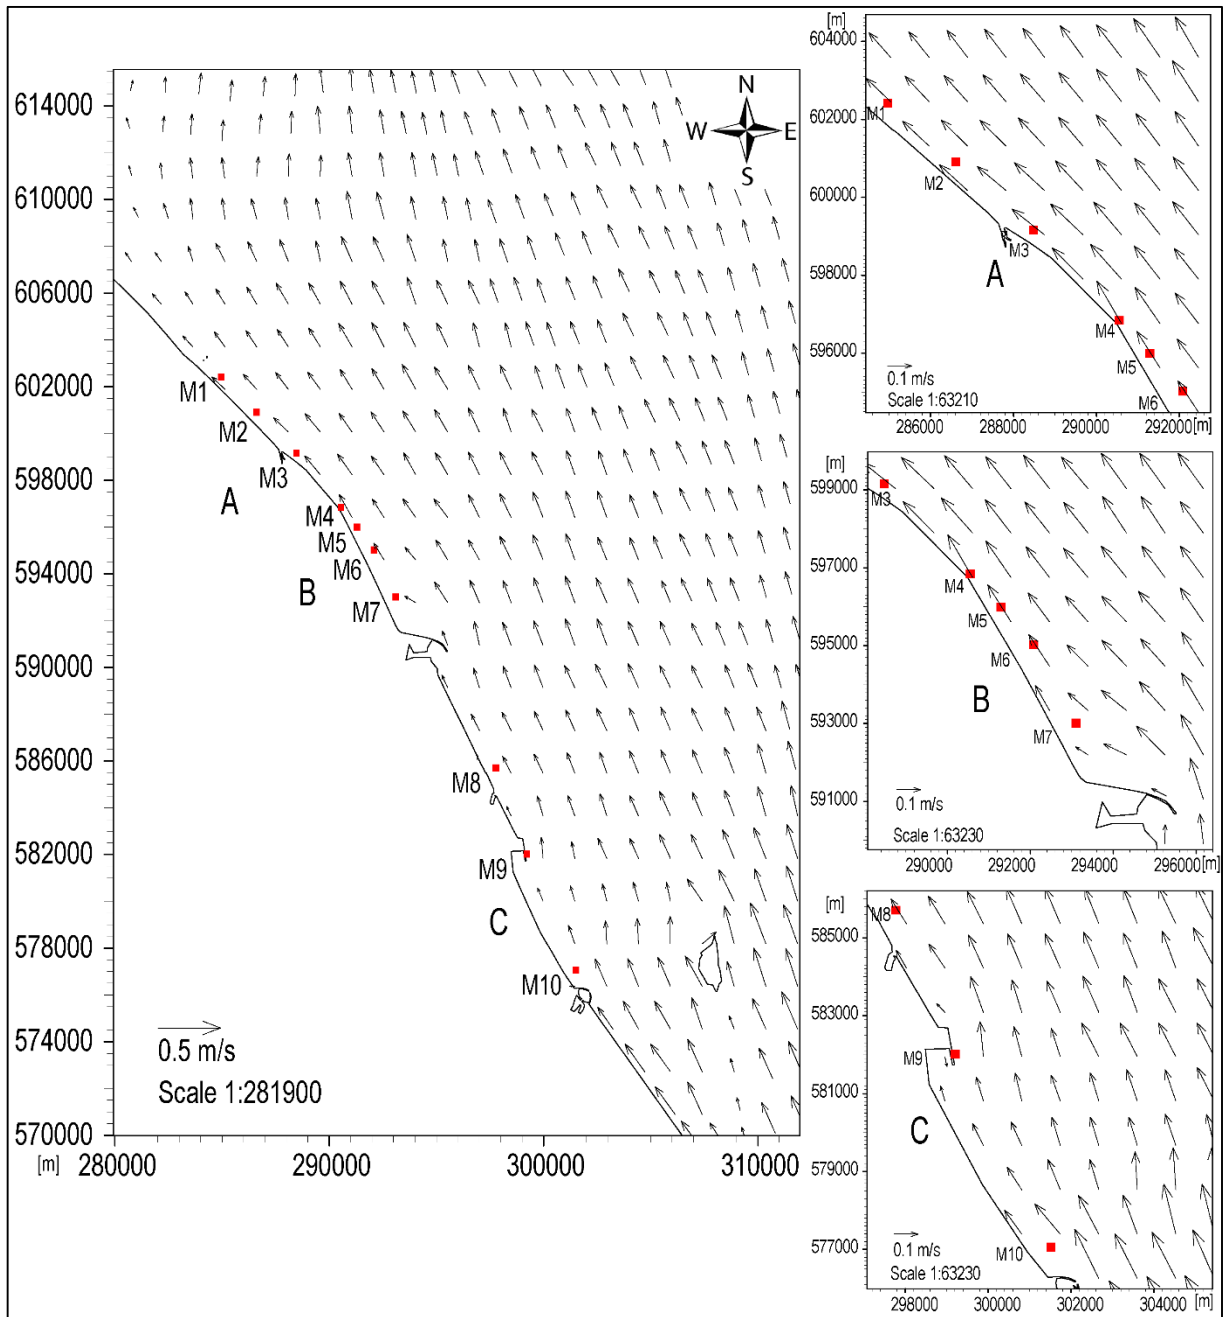 614000
610000
606000
602000
598000
594000
590000
586000
582000
578000
574000
570000
[m]
280000 290000 300000 310000
N
W E
S
M1
M2
M3
A
M4
M5
M6
B
M7
M8
M9
C
M10
0.5 m/s
Scale 1:281900
[m]
604000
602000
600000
598000
596000
M1
M2
M3
A
M4
M5
M6
0.1 m/s
Scale 1:63210
286000 288000 290000 292000 [m]
[m]
599000
597000
595000
593000
591000
M3
M4
M5
M6
B
M7
0.1 m/s
Scale 1:63230
290000 292000 294000 296000 [m]
[m]
585000
583000
581000
579000
577000
M8
M9
C
M10
0.1 m/s
Scale 1:63230
298000 300000 302000 304000 [m]